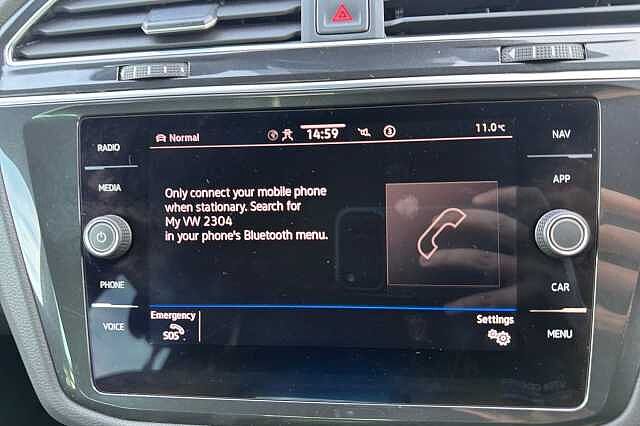 RADIO
MEDIA
PHONE
VOICE
Normal
14:59
3
11.0°C
Only connect your mobile phone
when stationary. Search for
My VW 2304
in your phone's Bluetooth menu.
Emergency
SOS
Settings
NAV
APP
CAR
MENU